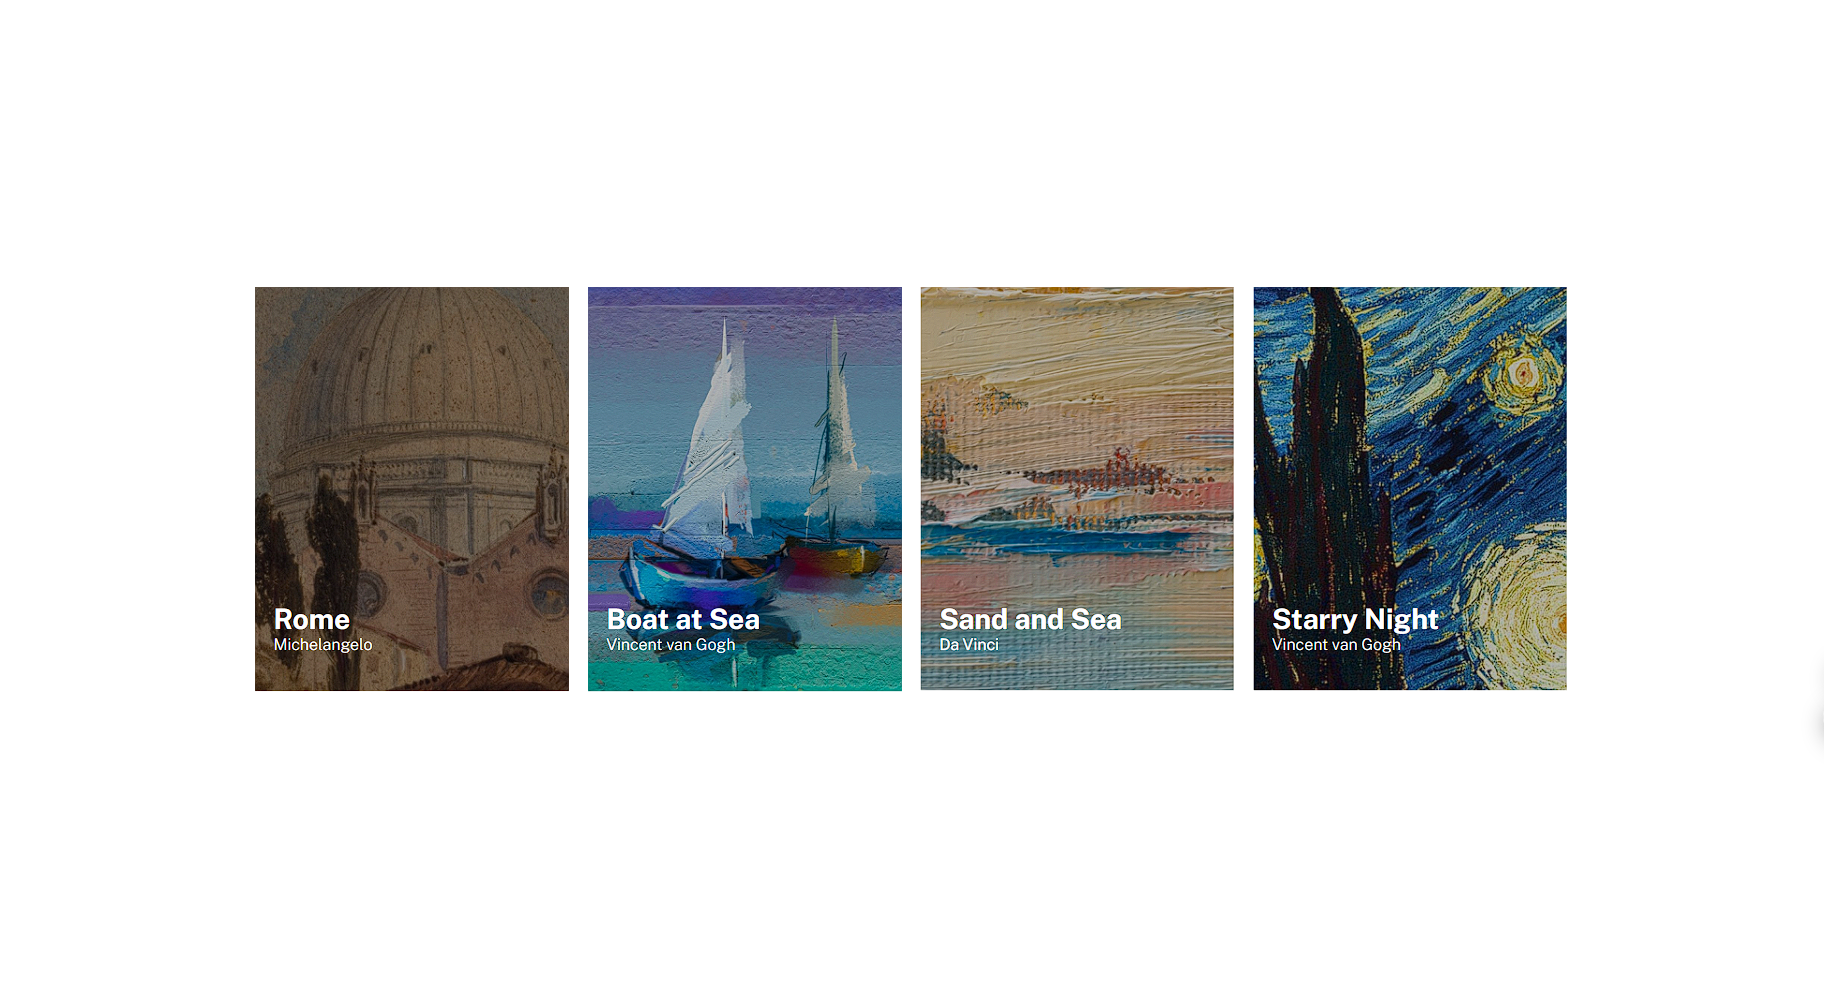 Rome
Michelangelo
Boat at Sea
Vincent van Gogh
Sand and Sea
Da Vinci
Starry Night
Vincent van Gogh